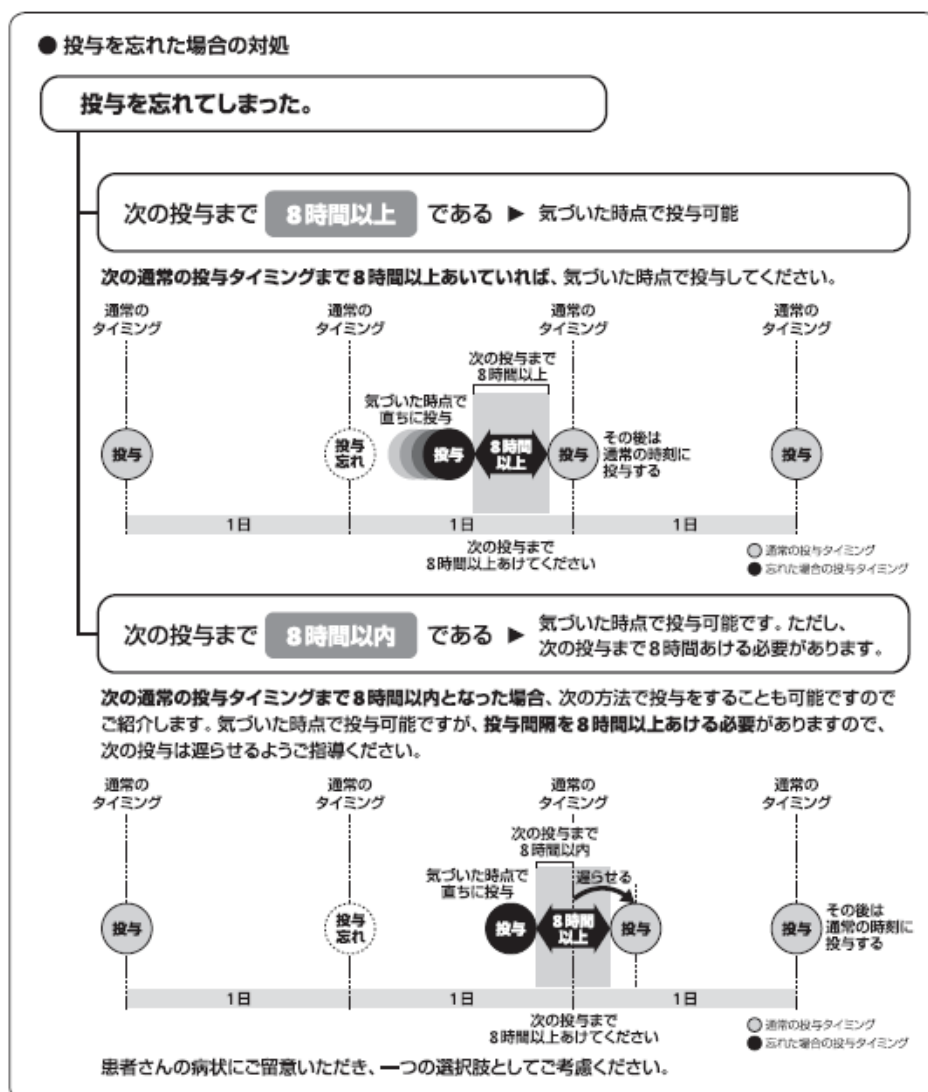 ● 投与を忘れた場合の対処
投与を忘れてしまった。
次の投与まで 8時間以上 である ▶ 気づいた時点で投与可能
次の通常の投与タイミングまで8時間以上あいていれば、気づいた時点で投与してください。
通常の
タイミング
通常の
タイミング
通常の
タイミング
通常の
タイミング
次の投与まで
8時間以上
気づいた時点で
直ちに投与
投与
投与
忘れ
投与
8時間
以上
投与
その後は
通常の時刻に
投与する
投与
1日
1日
1日
次の投与まで
8時間以上あけてください
通常の投与タイミング
忘れた場合の投与タイミング
次の投与まで 8時間以内 である ▶ 気づいた時点で投与可能です。ただし、
次の投与まで8時間あける必要があります。
次の通常の投与タイミングまで8時間以内となった場合、次の方法で投与をすることも可能ですので
ご紹介します。気づいた時点で投与可能ですが、投与間隔を8時間以上あける必要がありますので、
次の投与は遅らせるようご指導ください。
通常の
タイミング
通常の
タイミング
通常の
タイミング
通常の
タイミング
次の投与まで
8時間以内
気づいた時点で
直ちに投与
遅らせる
投与
投与
忘れ
投与
8時間
以上
投与
投与
その後は
通常の時刻に
投与する
1日
1日
1日
次の投与まで
8時間以上あけてください
通常の投与タイミング
忘れた場合の投与タイミング
患者さんの病状にご留意いただき、一つの選択肢としてご考慮ください。